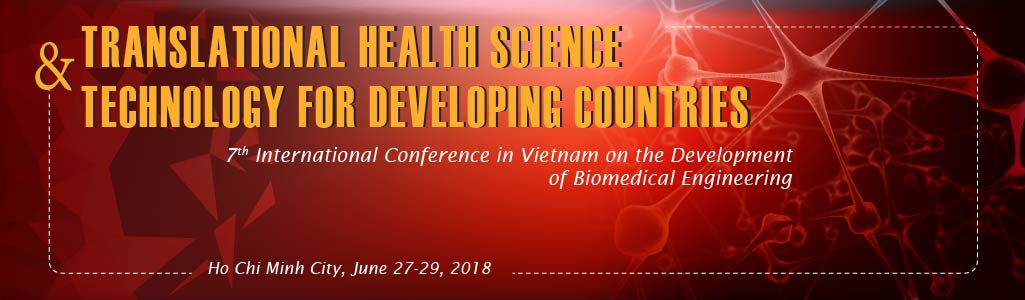 TRANSLATIONAL HEALTH SCIENCE
& TECHNOLOGY FOR DEVELOPING COUNTRIES
7th International Conference in Vietnam on the Development
of Biomedical Engineering
Ho Chi Minh City, June 27-29, 2018